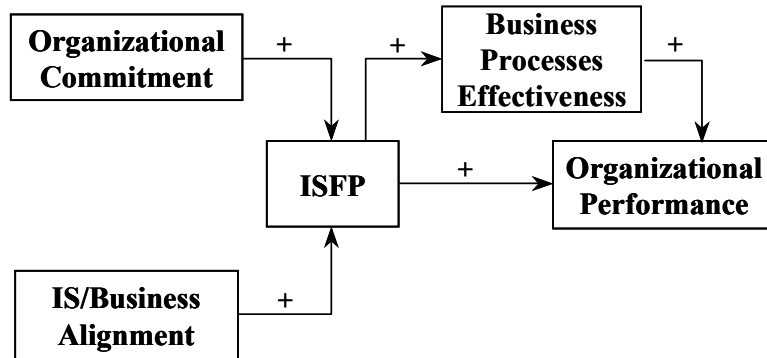 Organizational
Commitment
+
+
Business
Processes
Effectiveness
+
ISFP
+
Organizational
Performance
IS/Business
Alignment
+